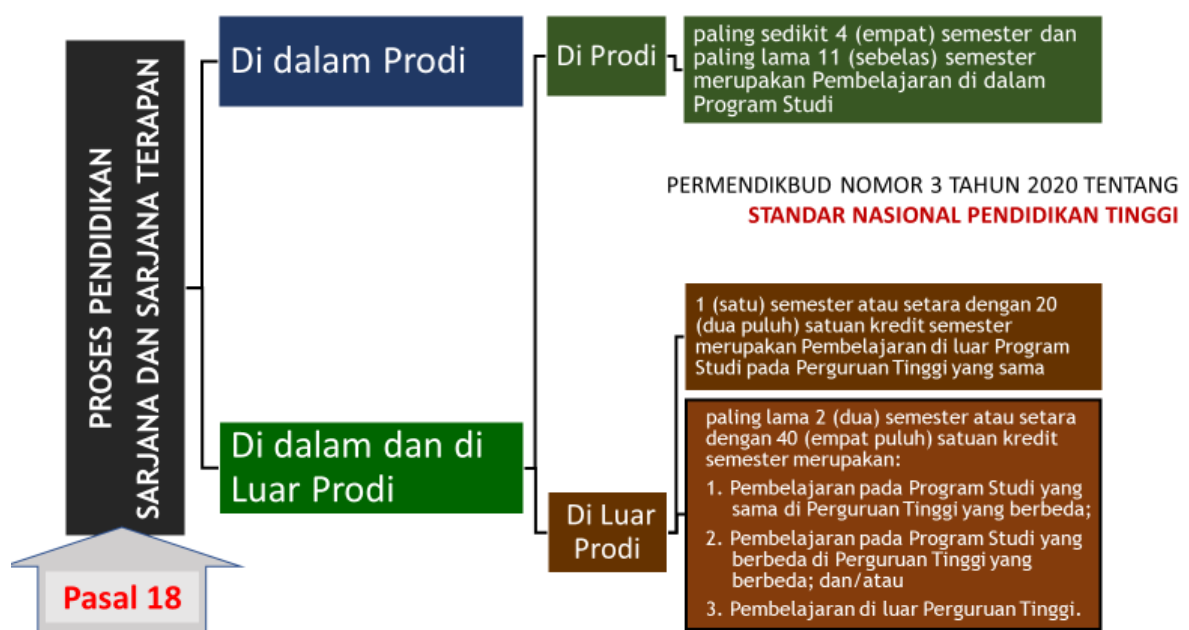 PROSES PENDIDIKAN
SARJANA DAN SARJANA TERAPAN
Pasal 18
Di dalam Prodi
Di dalam dan di
Luar Prodi
Di Prodi
paling sedikit 4 (empat) semester dan
paling lama 11 (sebelas) semester
merupakan Pembelajaran di dalam
Program Studi
PERMENDIKBUD NOMOR 3 TAHUN 2020 TENTANG
STANDAR NASIONAL PENDIDIKAN TINGGI
Di Luar
Prodi
1 (satu) semester atau setara dengan 20
(dua puluh) satuan kredit semester
merupakan Pembelajaran di luar Program
Studi pada Perguruan Tinggi yang sama
paling lama 2 (dua) semester atau setara
dengan 40 (empat puluh) satuan kredit
semester merupakan:
1. Pembelajaran pada Program Studi yang
sama di Perguruan Tinggi yang berbeda;
2. Pembelajaran pada Program Studi yang
berbeda di Perguruan Tinggi yang
berbeda; dan/atau
3. Pembelajaran di luar Perguruan Tinggi.